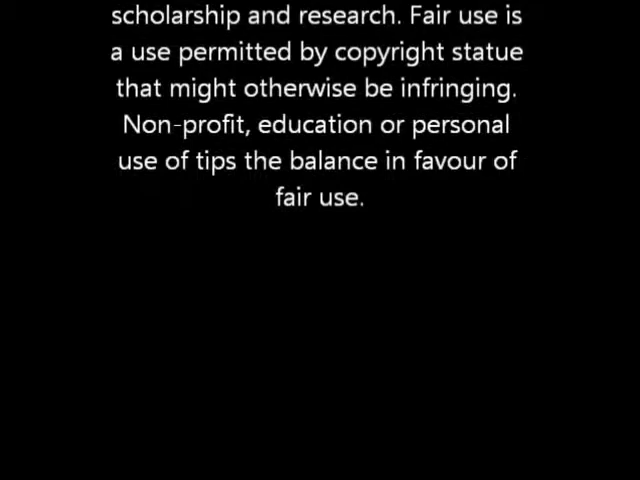 scholarship and research. Fair use is
a use permitted by copyright statue
that might otherwise be infringing.
Non-profit, education or personal
use of tips the balance in favour of
fair use.